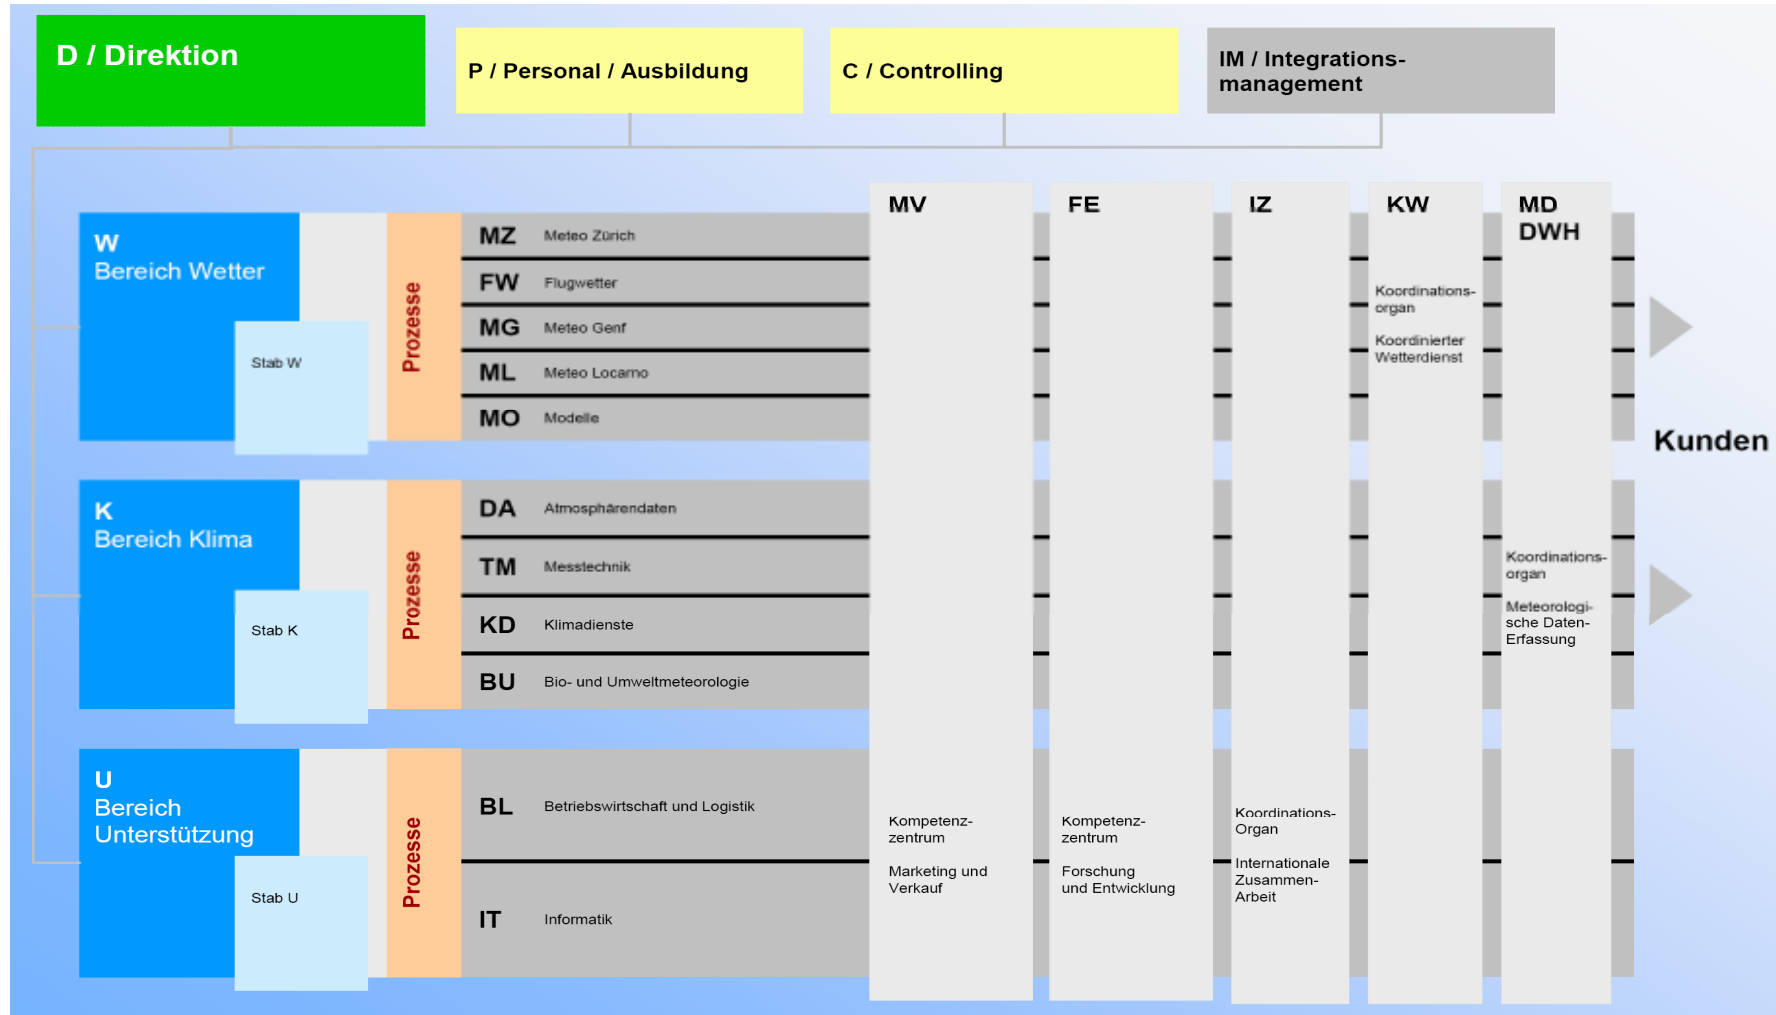 D / Direktion
P / Personal / Ausbildung
C / Controlling
IM / Integrations-
management
MV
FE
IZ
KW
MD
DWH
W
Bereich Wetter
Stab W
Prozesse
MZ Meteo Zürich
FW Flugwetter
MG Meteo Genf
ML Meteo Locarno
MO Modelle
Koordinations-
organ
Koordinierter
Wetterdienst
Kunden
K
Bereich Klima
Stab K
Prozesse
DA Atmosphärendaten
TM Messtechnik
KD Klimadienste
BU Bio- und Umweltmeteorologie
Koordinations-
organ
Meteorologi-
sche Daten-
Erfassung
U
Bereich
Unterstützung
Stab U
Prozesse
BL Betriebswirtschaft und Logistik
IT Informatik
Kompetenz-
zentrum
Marketing und
Verkauf
Kompetenz-
zentrum
Forschung
und Entwicklung
Koordinations-
Organ
Internationale
Zusammen-
Arbeit